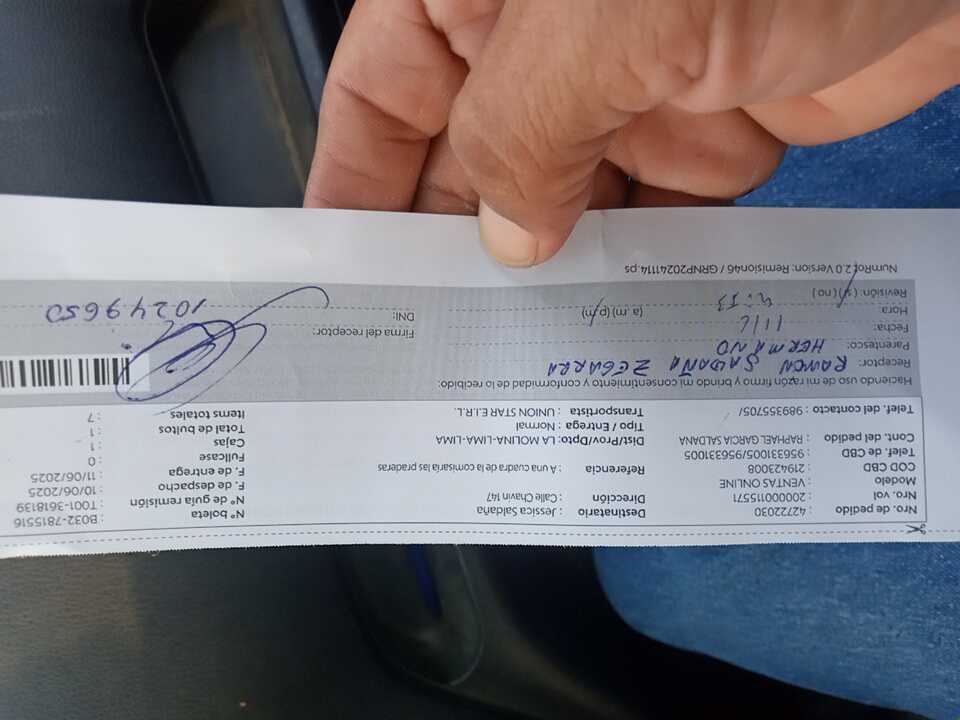 Nro. de pedido : 42722030
Nro. vol. : 2000000115571
Modelo : VENTAS ONLINE
COD CBD : 219423008
Telef. de CBD : 956331005/956331005
Cont. del pedido : RAPHAEL GARCIA SALDANA
Telef. del contacto : 989355705/
Destinatario : Jessica Saldaña
Dirección : Calle Chavin 147
Referencia : A una cuadra de la comisaria de las praderas
Distr/Prov/Dpto: LA MOLINA-LIMA-LIMA
Tipo / Entrega : Normal
Transportista : UNION STAR E.I.R.L.
N° boleta : B032-7815516
N° de guía remisión : T001-3618139
F. de despacho : 10/06/2025
F. de entrega : 11/06/2025
Fullcase : 0
Cajas : 1
Total de bultos : 1
Items totales : 7
Haciendo uso de mi razón firmo y brindo mi consentimiento y conformidad de lo recibido:
Receptor: RAMON SALDAÑA ZEGARRA
Parentesco: HERMANO
Fecha: 11/6
Hora: (a.m) (p/m)
Revisión: (si) (no)
Firma del receptor:
DNI: 10249650
NumRot 2.0 Version: Remision46 / GRNP20241114.ps